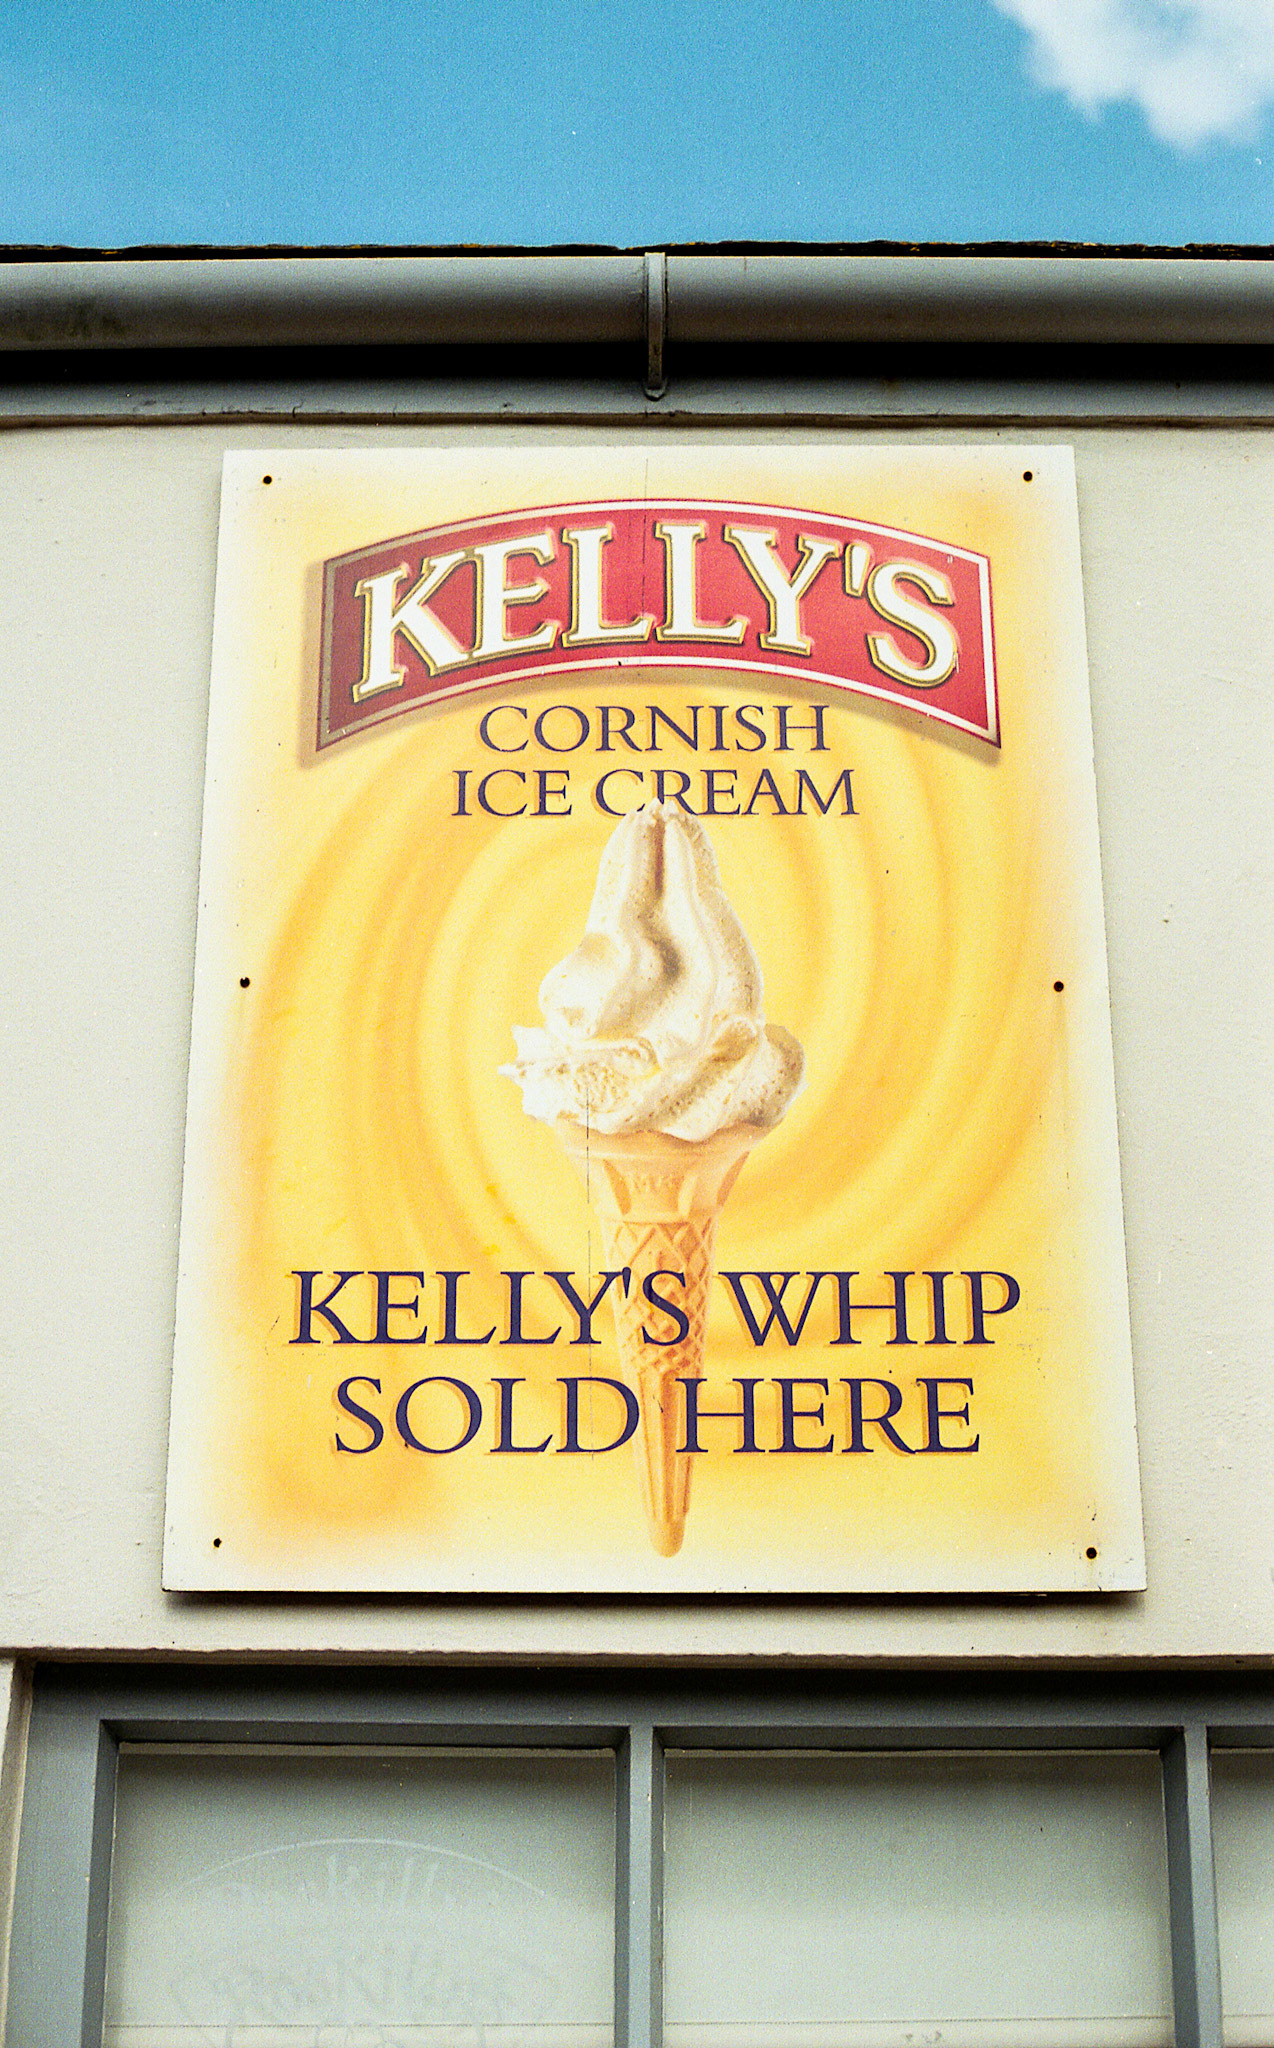 KELLY'S
CORNISH
ICE CREAM
KELLY'S WHIP
SOLD HERE